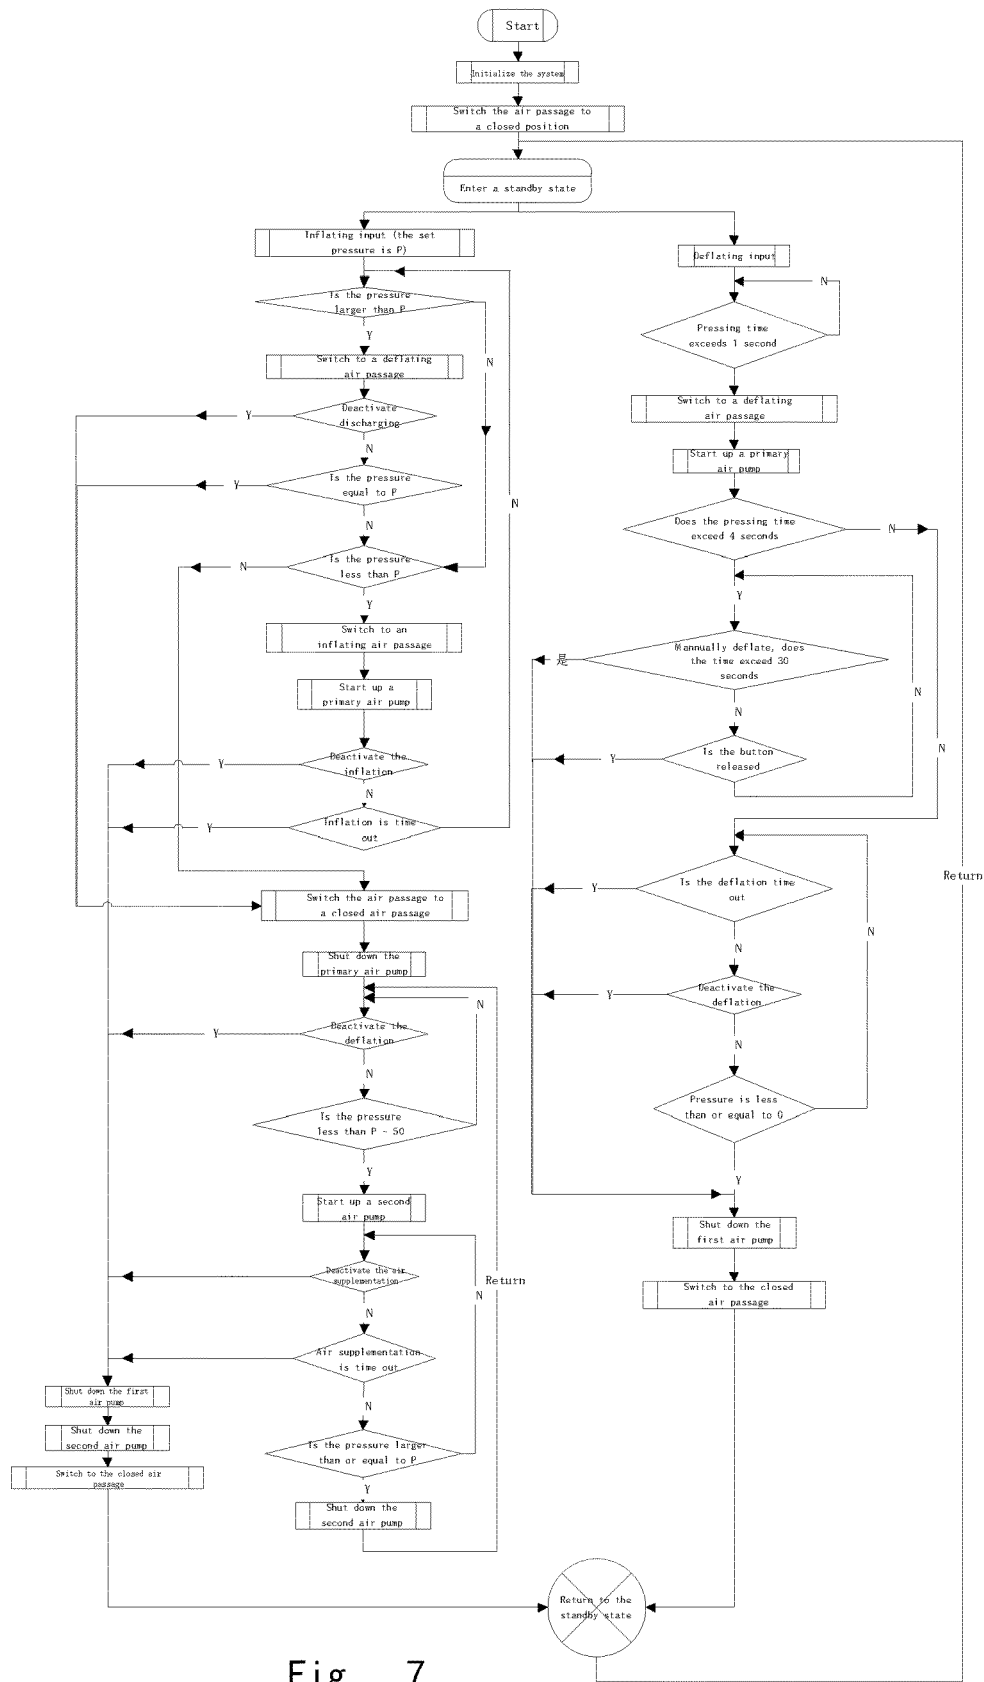 Start
Initialize the system
Switch the air passage to
a closed position
Enter a standby state
Inflating input (the set
pressure is P)
Is the pressure
larger than P
Y
N
Switch to a deflating
air passage
Deactivate
discharging
Y
N
Is the pressure
equal to P
Y
N
N
Is the pressure
less than P
N
Y
Switch to an
inflating air passage
Start up a
primary air pump
Deactivate the
inflation
Y
N
Inflation is time
out
Y
Switch the air passage to
a closed air passage
Shut down the
primary air pump
N
Deactivate the
deflation
Y
N
Is the pressure
less than P - 50
Y
Start up a second
air pump
Deactivate the air
supplementation
Return
N
N
Air supplementation
is time out
N
Is the pressure larger
than or equal to P
Y
Shut down the
second air pump
Shut down the first
air pump
Shut down the
second air pump
Switch to the closed air
passage
Deflating input
N
Pressing time
exceeds 1 second
Switch to a deflating
air passage
Start up a primary
air pump
Does the pressing time
exceed 4 seconds
N
Y
Mannually deflate, does
the time exceed 30
seconds
是
N
N
Is the button
released
Y
N
Is the deflation time
out
Y
N
N
Deactivate the
deflation
Y
N
Pressure is less
than or equal to 0
Y
Shut down the
first air pump
Switch to the closed
air passage
Return
Return to the
standby state
Fig. 7